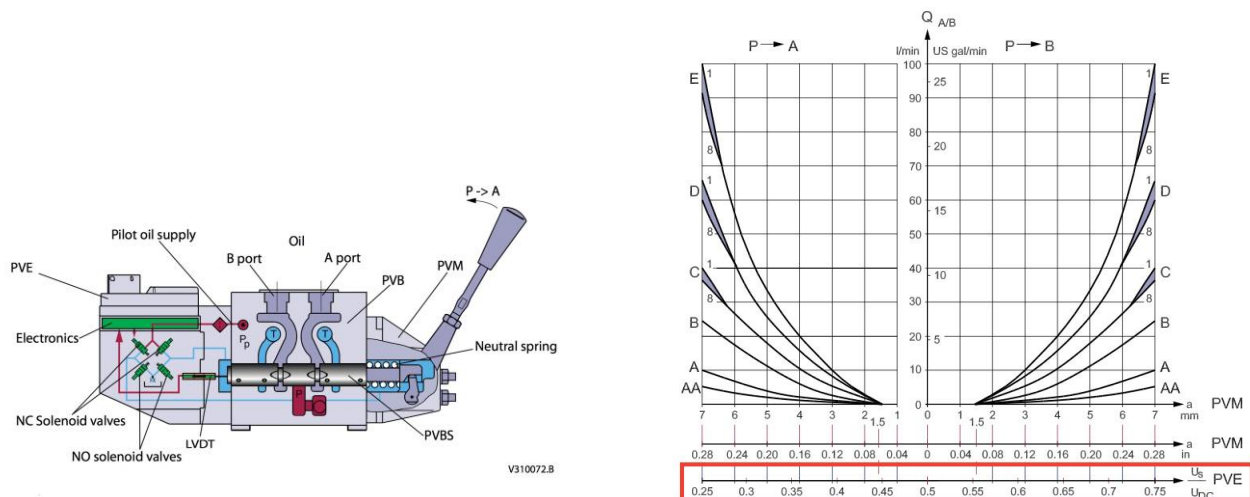 P -> A
Pilot oil supply
Oil
PVE
B port
A port
PVM
PVB
Electronics
Pp
T
T
Neutral spring
P
NC Solenoid valves
LVDT
PVBS
NO solenoid valves
V310072.B
Q A/B
P → A
P → B
l/min
US gal/min
E
1
8
D
1
8
C
1
8
B
A
AA
100
90
80
70
60
50
40
30
20
10
0
25
20
15
10
5
1
E
8
1
D
8
1
C
8
B
A
AA
7 6 5 4 3 2 1 0 2 3 4 5 6 7 a PVM
1.5 1.5 mm
a PVM
0.28 0.24 0.20 0.16 0.12 0.08 0.04 0 0.04 0.08 0.12 0.16 0.20 0.24 0.28 in
US PVE
0.25 0.3 0.35 0.4 0.45 0.5 0.55 0.6 0.65 0.7 0.75 UDC